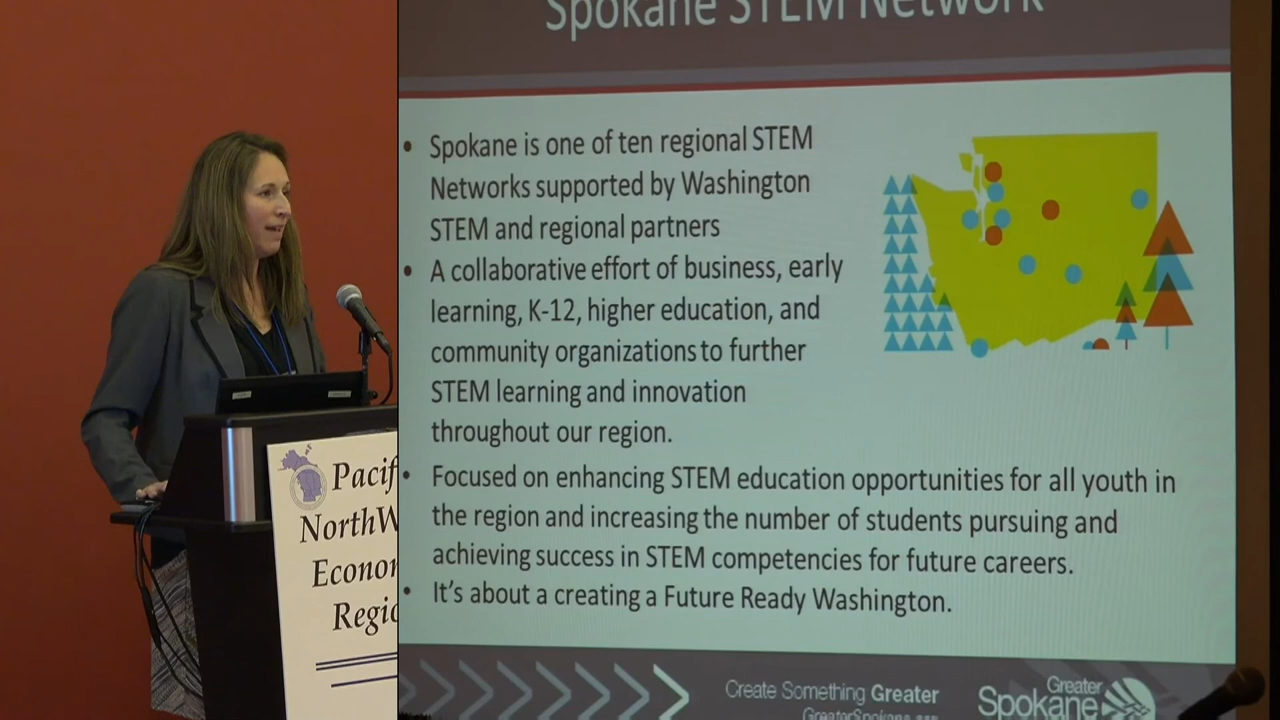 Spokane STEM Network
• Spokane is one of ten regional STEM
Networks supported by Washington
STEM and regional partners
• A collaborative effort of business, early
learning, K-12, higher education, and
community organizations to further
STEM learning and innovation
throughout our region.
• Focused on enhancing STEM education opportunities for all youth in
the region and increasing the number of students pursuing and
achieving success in STEM competencies for future careers.
• It's about a creating a Future Ready Washington.
Create Something Greater
Greater
Spokane
Pacif
NorthW
Econo
Regi